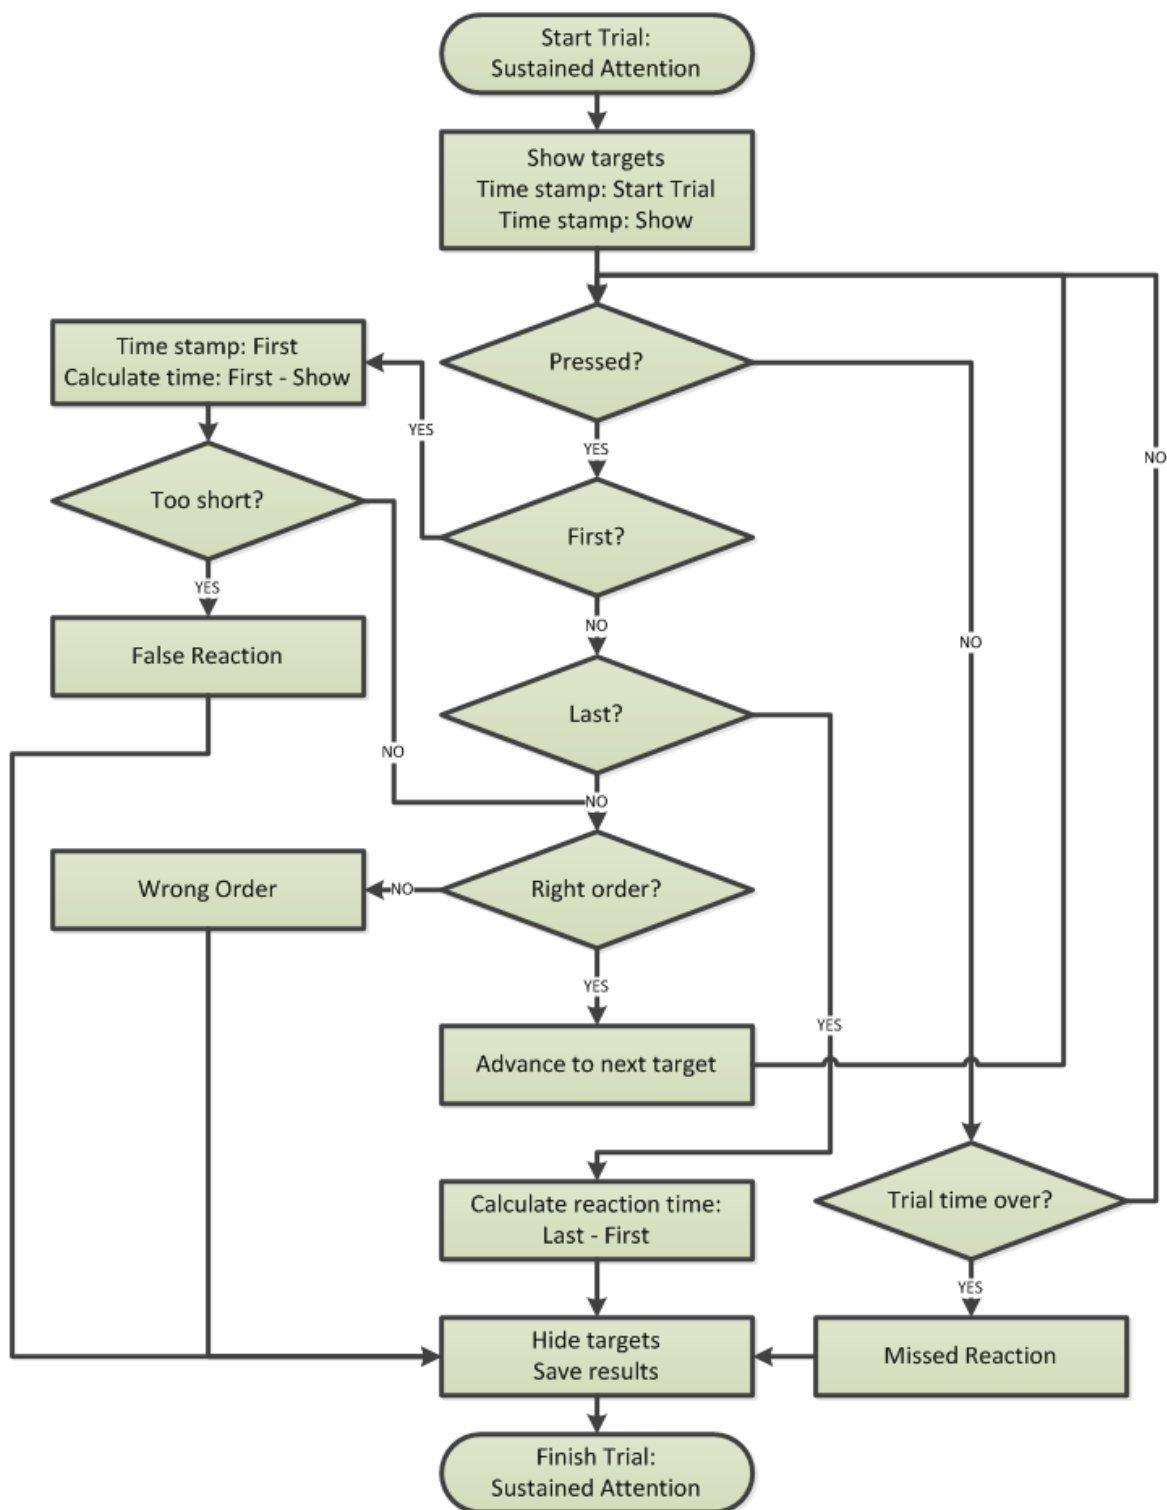 Start Trial:
Sustained Attention
Show targets
Time stamp: Start Trial
Time stamp: Show
Time stamp: First
Calculate time: First - Show
Pressed?
YES
YES
NO
Too short?
First?
YES
NO
False Reaction
NO
Last?
NO
NO
Wrong Order
NO
Right order?
YES
YES
Advance to next target
Calculate reaction time:
Last - First
Trial time over?
YES
Hide targets
Save results
Missed Reaction
Finish Trial:
Sustained Attention